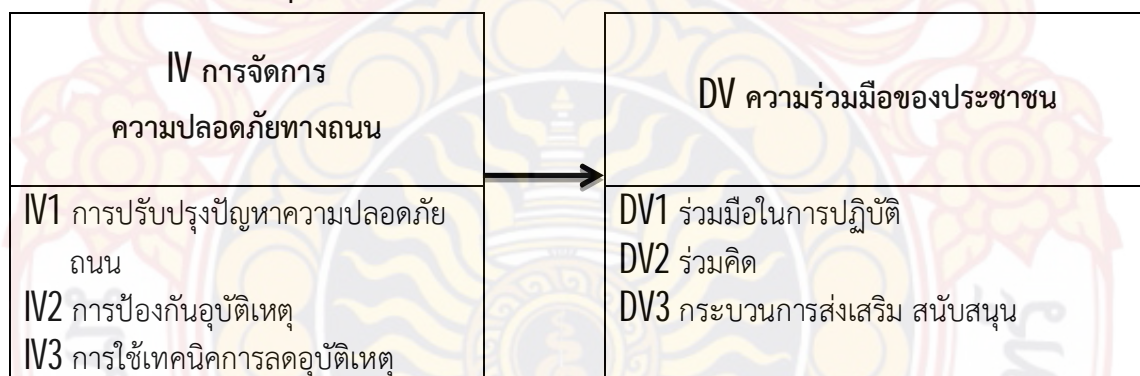 IV การจัดการ
ความปลอดภัยทางถนน
DV ความร่วมมือของประชาชน
IV1 การปรับปรุงปัญหาความปลอดภัย
ถนน
IV2 การป้องกันอุบัติเหตุ
IV3 การใช้เทคนิคการลดอุบัติเหตุ
DV1 ร่วมมือในการปฏิบัติ
DV2 ร่วมคิด
DV3 กระบวนการส่งเสริม สนับสนุน